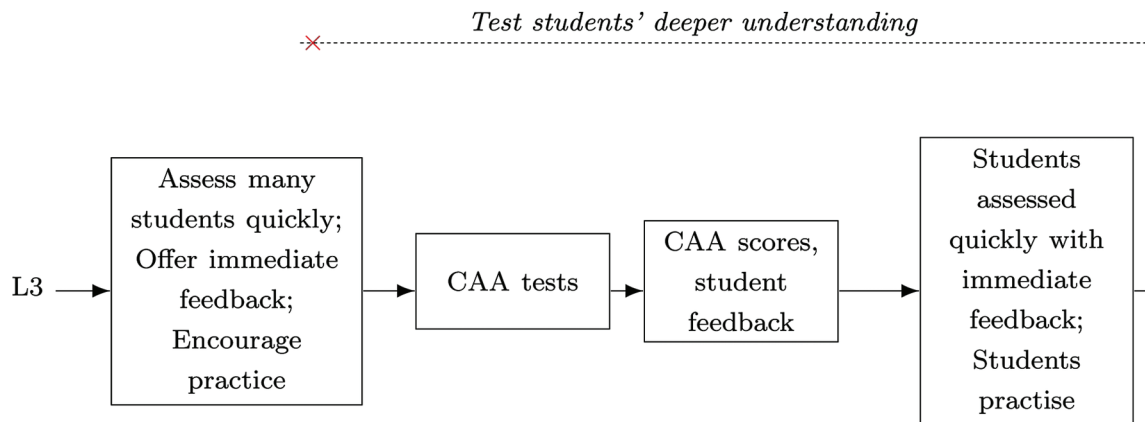 Test students' deeper understanding
L3
Assess many
students quickly;
Offer immediate
feedback;
Encourage
practice
CAA tests
CAA scores,
student
feedback
Students
assessed
quickly with
immediate
feedback;
Students
practise